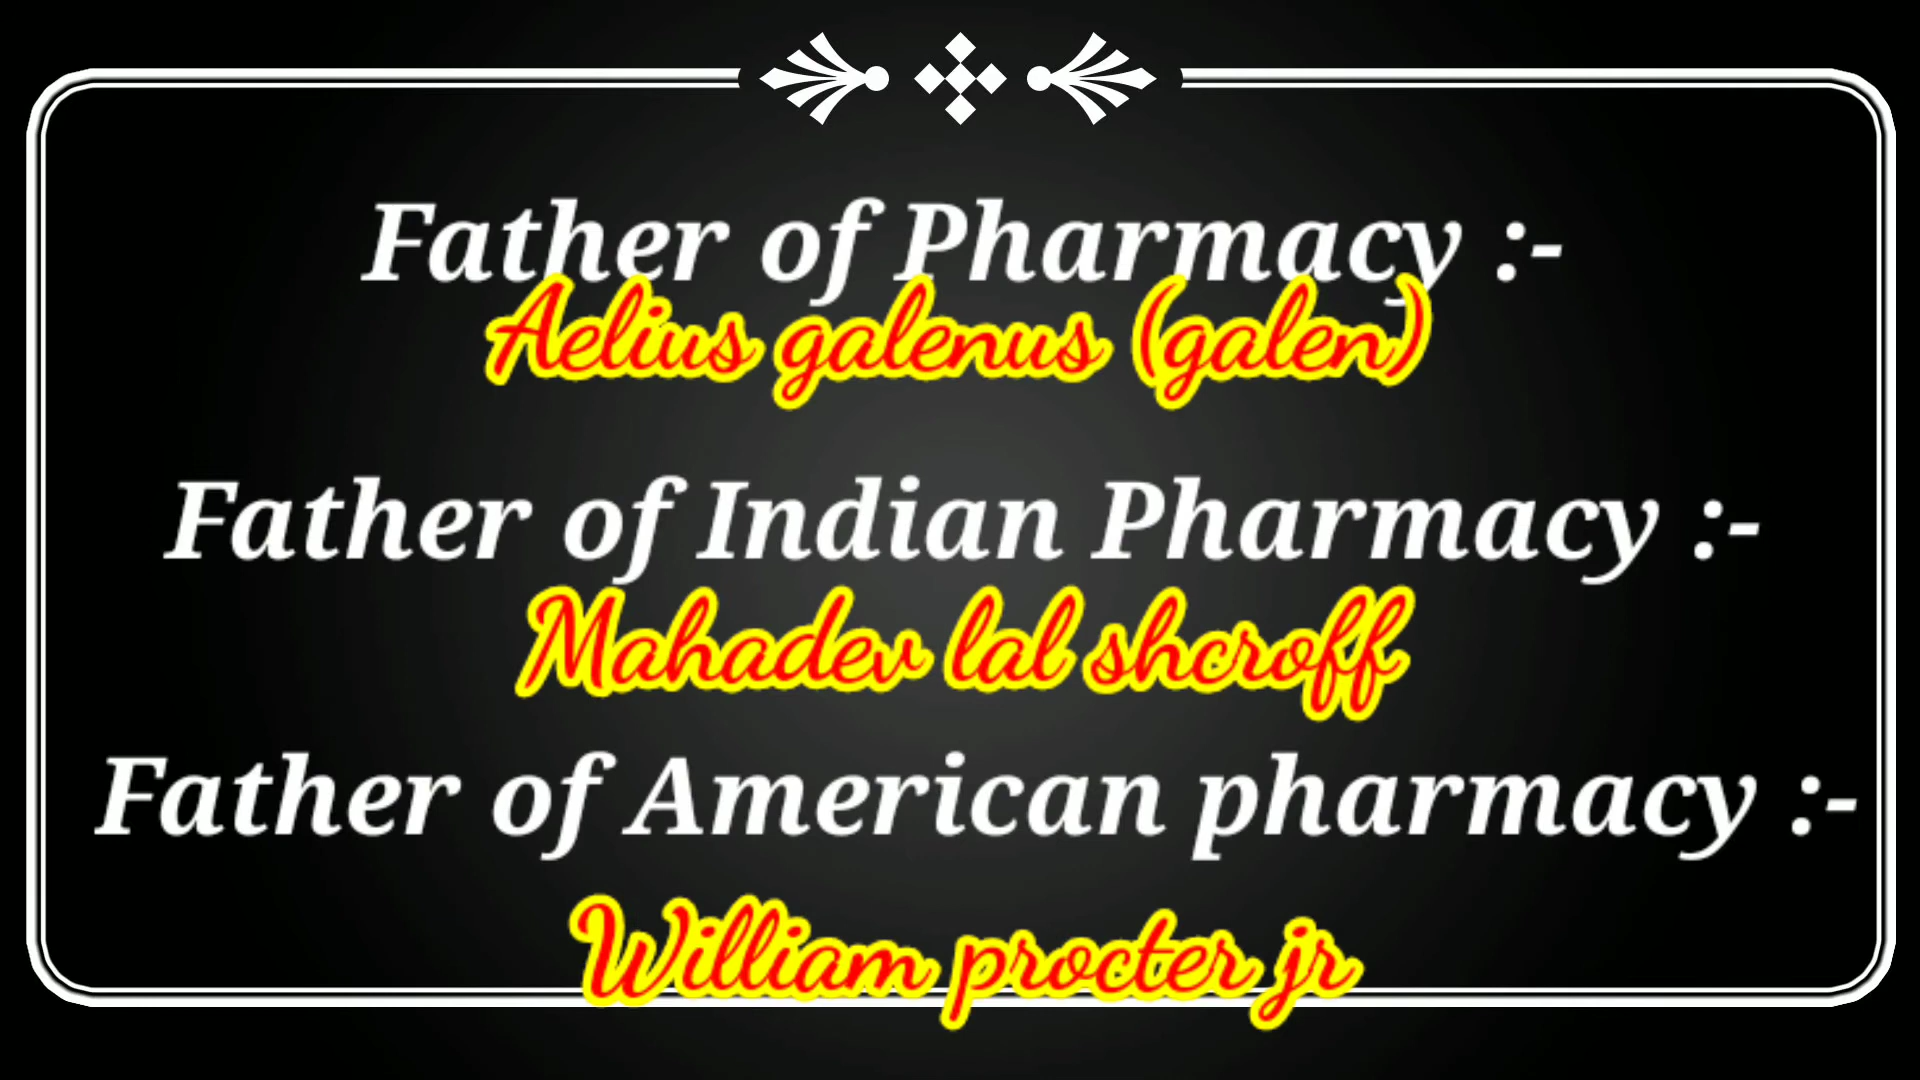 Father of Pharmacy :-
Aelius galenus (galen)
Father of Indian Pharmacy :-
Mahadev lal shcroff
Father of American pharmacy :-
William procter jr